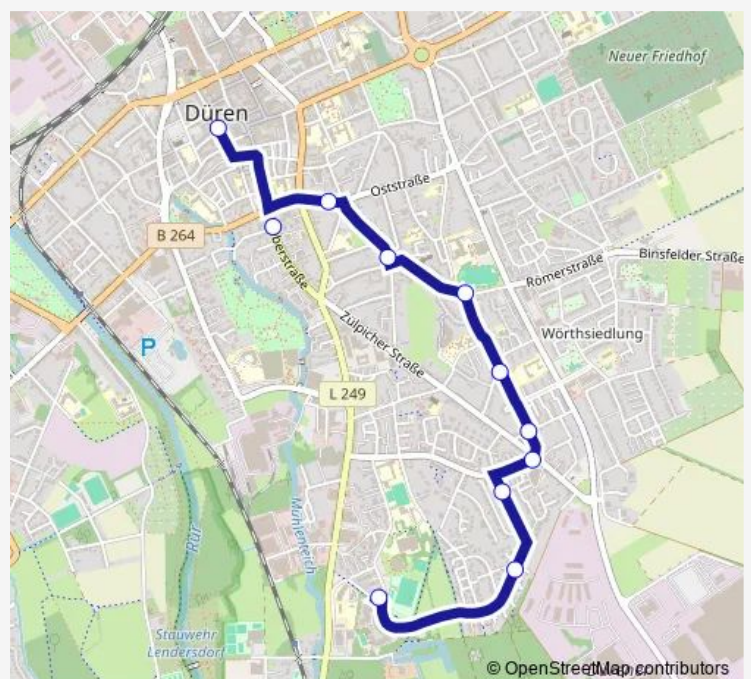 Neuer Friedhof
Düren
Oststraße
B 264
Binsfelder Straße
Römerstraße
Wörthsiedlung
Zülpicher Straße
P
L 249
Rur
Mühlenteich
Stauwehr
Lendersdorf
© OpenStreetMap contributors